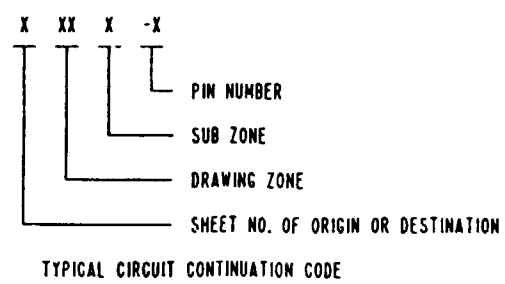 X XX X -X
PIN NUMBER
SUB ZONE
DRAWING ZONE
SHEET NO. OF ORIGIN OR DESTINATION
TYPICAL CIRCUIT CONTINUATION CODE